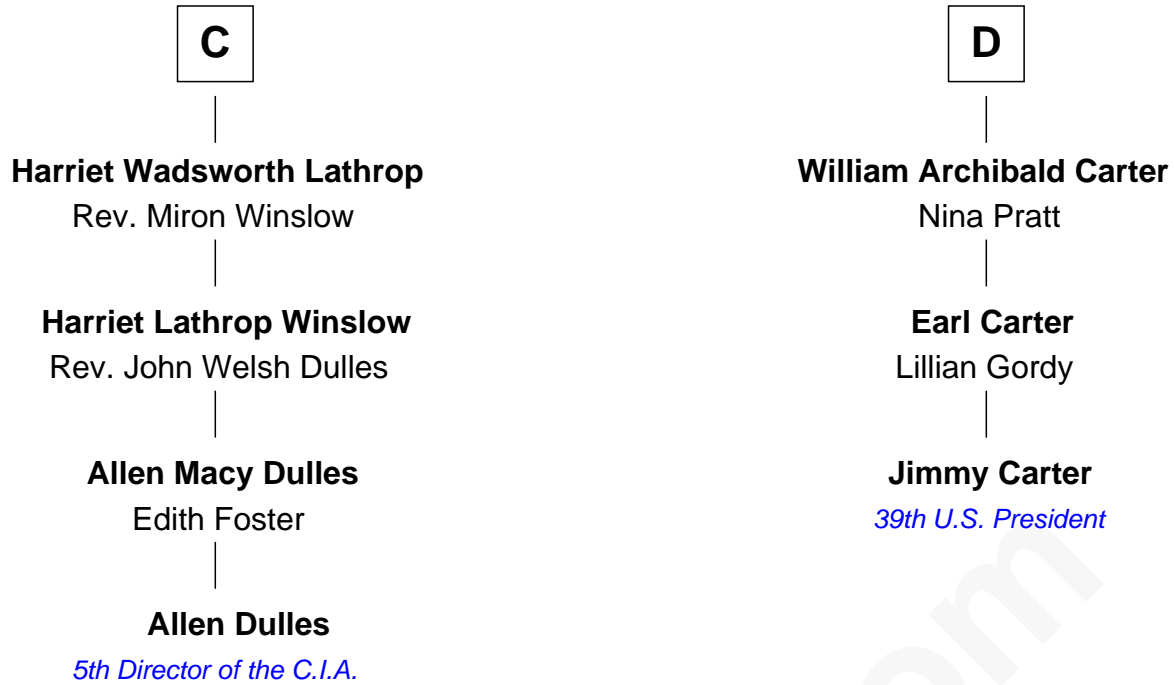 C
Harriet Wadsworth Lathrop
Rev. Miron Winslow
Harriet Lathrop Winslow
Rev. John Welsh Dulles
Allen Macy Dulles
Edith Foster
Allen Dulles
5th Director of the C.I.A.
D
William Archibald Carter
Nina Pratt
Earl Carter
Lillian Gordy
Jimmy Carter
39th U.S. President
om